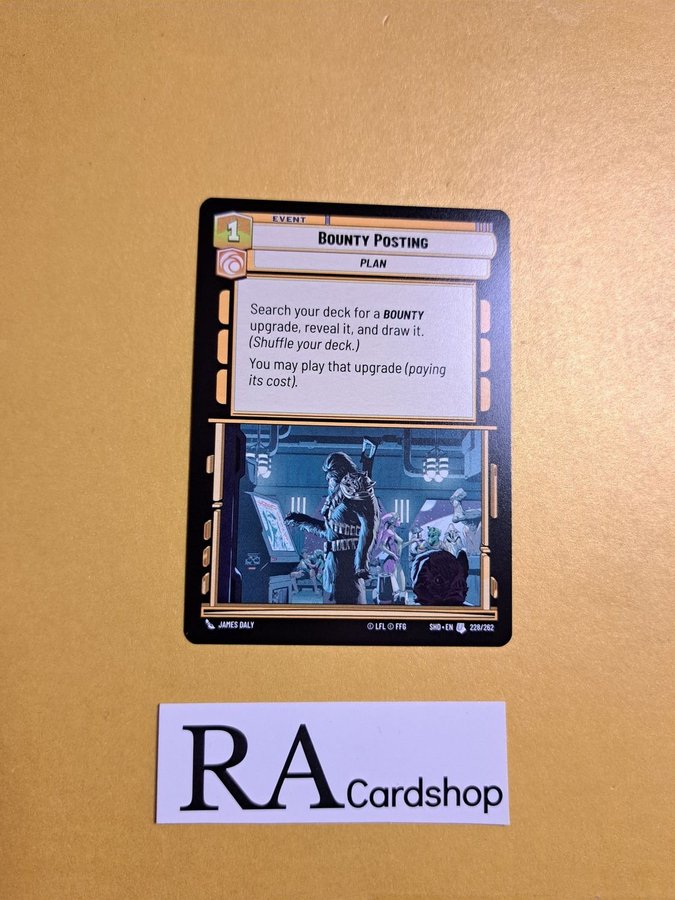 EVENT
1
BOUNTY POSTING
PLAN
Search your deck for a BOUNTY
upgrade, reveal it, and draw it.
(Shuffle your deck.)
You may play that upgrade (paying
its cost).
JAMES DALY
© LFL © FFG
SHD • EN
228/262
RA Cardshop